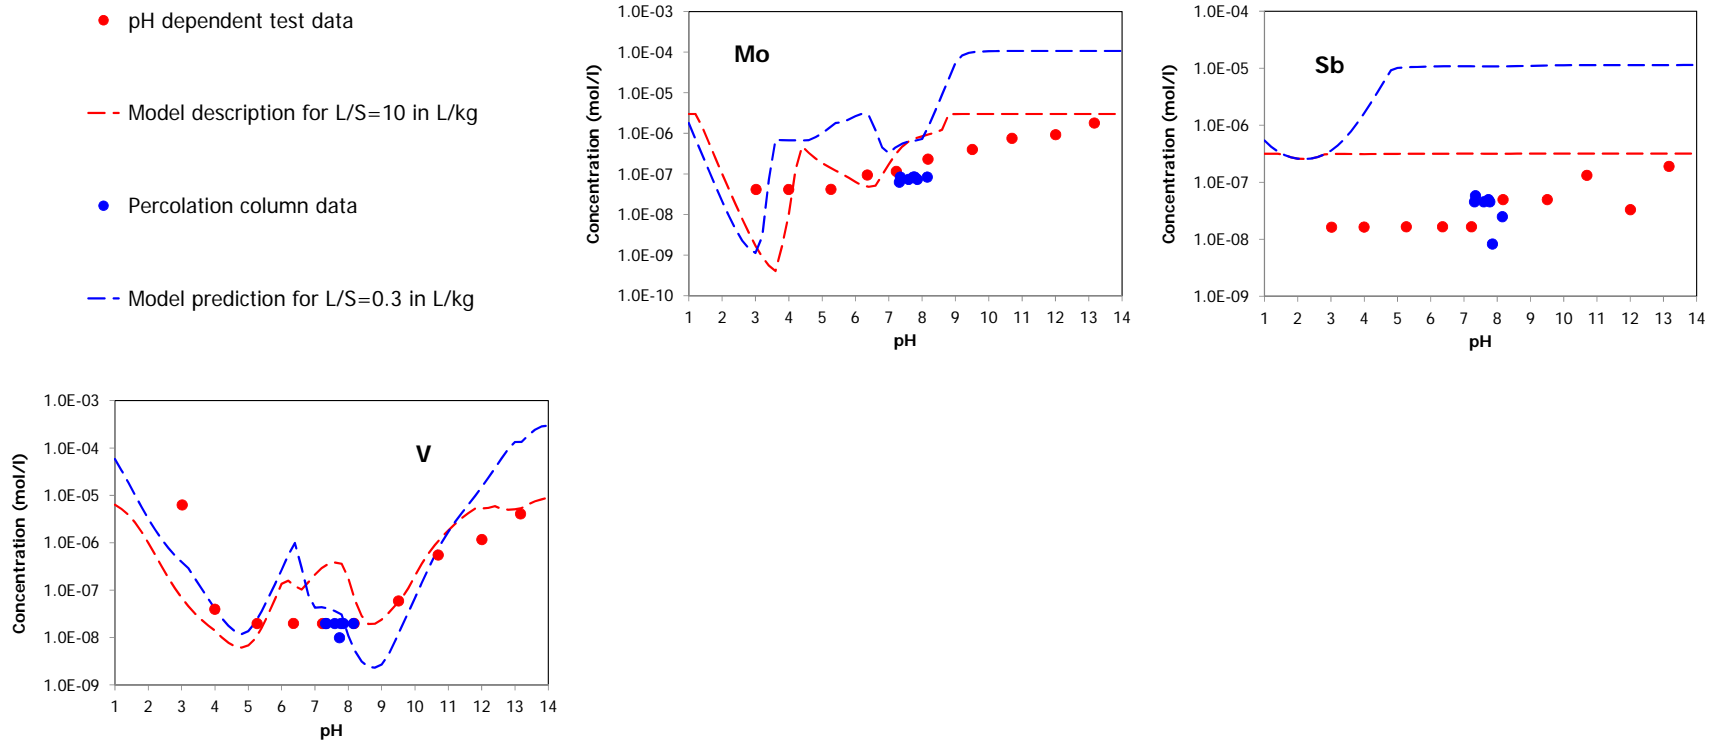 pH dependent test data
Model description for L/S=10 in L/kg
Percolation column data
Model prediction for L/S=0.3 in L/kg
Mo
Concentration (mol/l)
1.0E-03
1.0E-04
1.0E-05
1.0E-06
1.0E-07
1.0E-08
1.0E-09
1.0E-10
1 2 3 4 5 6 7 8 9 10 11 12 13 14
pH
Sb
Concentration (mol/l)
1.0E-04
1.0E-05
1.0E-06
1.0E-07
1.0E-08
1.0E-09
1 2 3 4 5 6 7 8 9 10 11 12 13 14
pH
V
Concentration (mol/l)
1.0E-03
1.0E-04
1.0E-05
1.0E-06
1.0E-07
1.0E-08
1.0E-09
1 2 3 4 5 6 7 8 9 10 11 12 13 14
pH